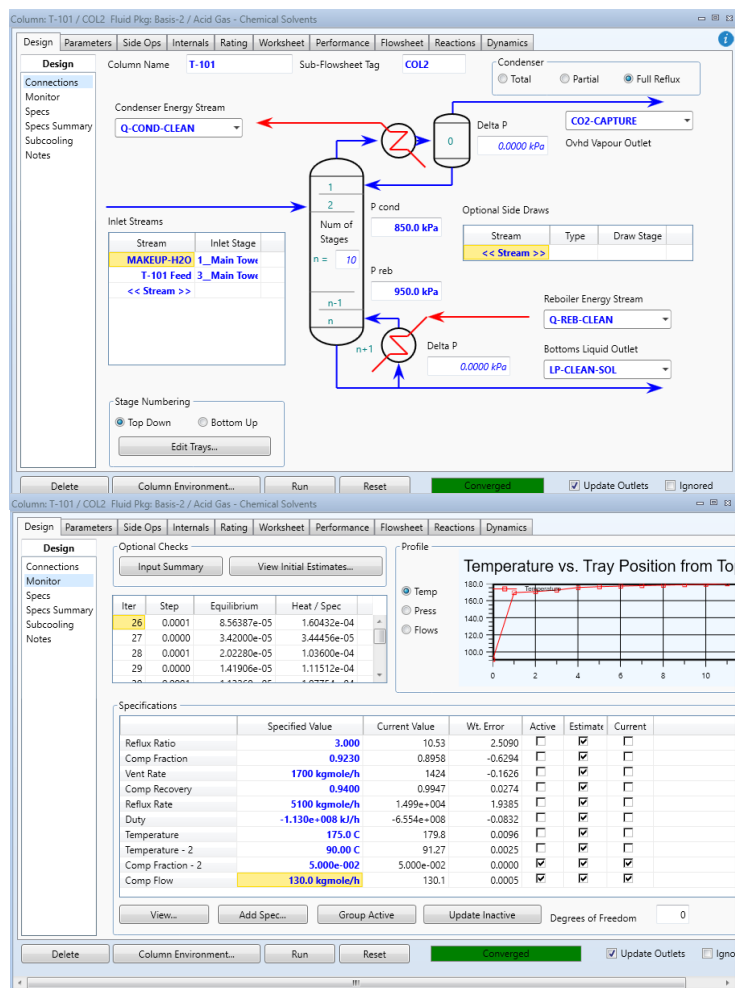 Column: T-101 / COL2 Fluid Pkg: Basis-2 / Acid Gas - Chemical Solvents
Design Parameters Side Ops Internals Rating Worksheet Performance Flowsheet Reactions Dynamics
Design
Connections
Monitor
Specs
Specs Summary
Subcooling
Notes
Column Name T-101 Sub-Flowsheet Tag COL2
Condenser
Total Partial Full Reflux
Condenser Energy Stream
Q-COND-CLEAN
Delta P
0.0000 kPa
0
CO2-CAPTURE
Ovhd Vapour Outlet
1
2
Num of
Stages
n = 10
n-1
n
n+1
P cond
850.0 kPa
P reb
950.0 kPa
Optional Side Draws
Stream Type Draw Stage
<< Stream >>
Inlet Streams
Stream Inlet Stage
MAKEUP-H2O 1__Main Towe
T-101 Feed 3__Main Towe
<< Stream >>
Reboiler Energy Stream
Q-REB-CLEAN
Delta P
0.0000 kPa
Bottoms Liquid Outlet
LP-CLEAN-SOL
Stage Numbering
Top Down Bottom Up
Edit Trays...
Delete Column Environment... Run Reset Converged Update Outlets Ignored
Column: T-101 / COL2 Fluid Pkg: Basis-2 / Acid Gas - Chemical Solvents
Design Parameters Side Ops Internals Rating Worksheet Performance Flowsheet Reactions Dynamics
Design
Connections
Monitor
Specs
Specs Summary
Subcooling
Notes
Optional Checks
Input Summary View Initial Estimates...
Iter Step Equilibrium Heat / Spec
26 0.0001 8.56387e-05 1.60432e-04
27 0.0000 3.42000e-05 3.44456e-05
28 0.0001 2.02280e-05 1.03600e-04
29 0.0000 1.41906e-05 1.11512e-04
Profile
Temp
Press
Flows
Temperature vs. Tray Position from Top
Temperature
180.0
160.0
140.0
120.0
100.0
0 2 4 6 8 10
Specifications
Specified Value Current Value Wt. Error Active Estimate Current
Reflux Ratio 3.000 10.53 2.5090
Comp Fraction 0.9230 0.8958 -0.6294
Vent Rate 1700 kgmole/h 1424 -0.1626
Comp Recovery 0.9400 0.9947 0.0274
Reflux Rate 5100 kgmole/h 1.499e+004 1.9385
Duty -1.130e+008 kJ/h -6.554e+008 -0.0832
Temperature 175.0 C 179.8 0.0096
Temperature - 2 90.00 C 91.27 0.0025
Comp Fraction - 2 5.000e-002 5.000e-002 0.0000
Comp Flow 130.0 kgmole/h 130.1 0.0005
View... Add Spec... Group Active Update Inactive Degrees of Freedom 0
Delete Column Environment... Run Reset Converged Update Outlets Igno